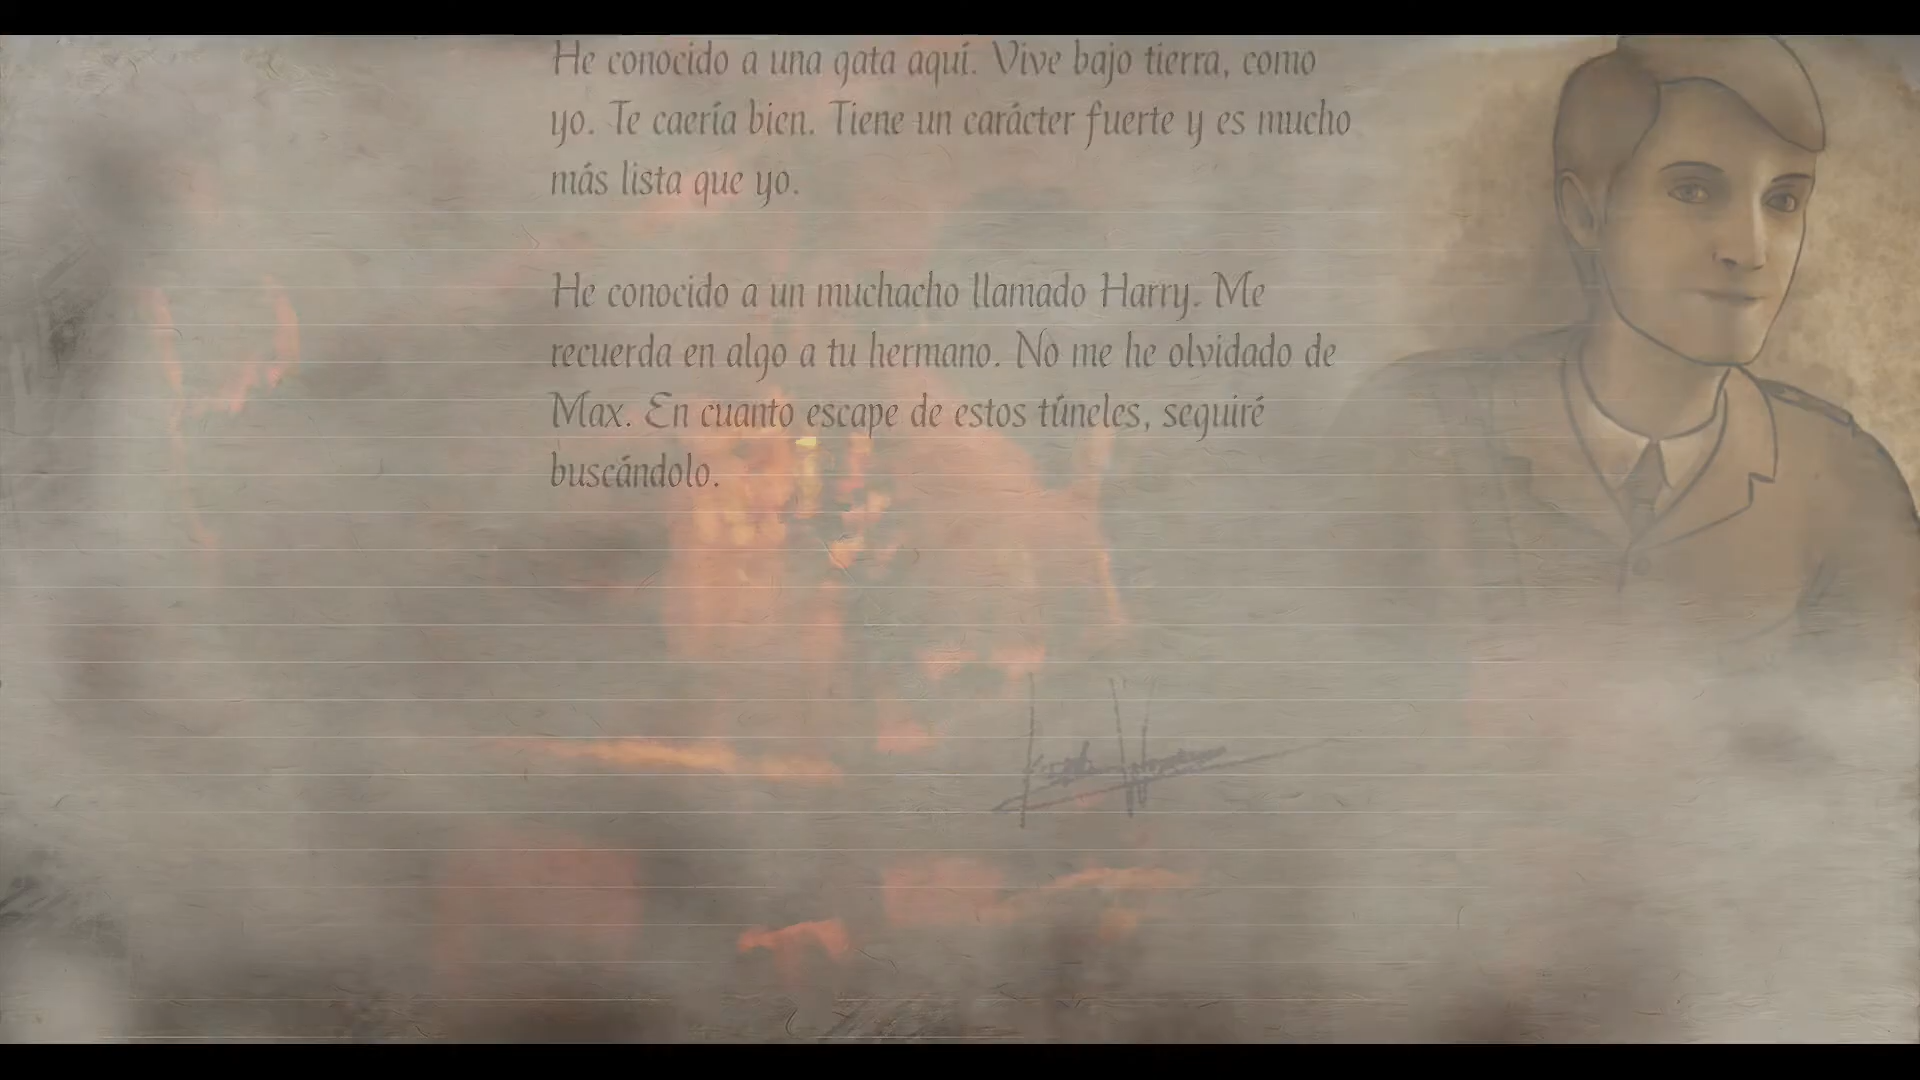 He conocido a una gata aquí. Vive bajo tierra, como
yo. Te caería bien. Tiene un carácter fuerte y es mucho
más lista que yo.
He conocido a un muchacho llamado Harry. Me
recuerda en algo a tu hermano. No me he olvidado de
Max. En cuanto escape de estos túneles, seguiré
buscándolo.